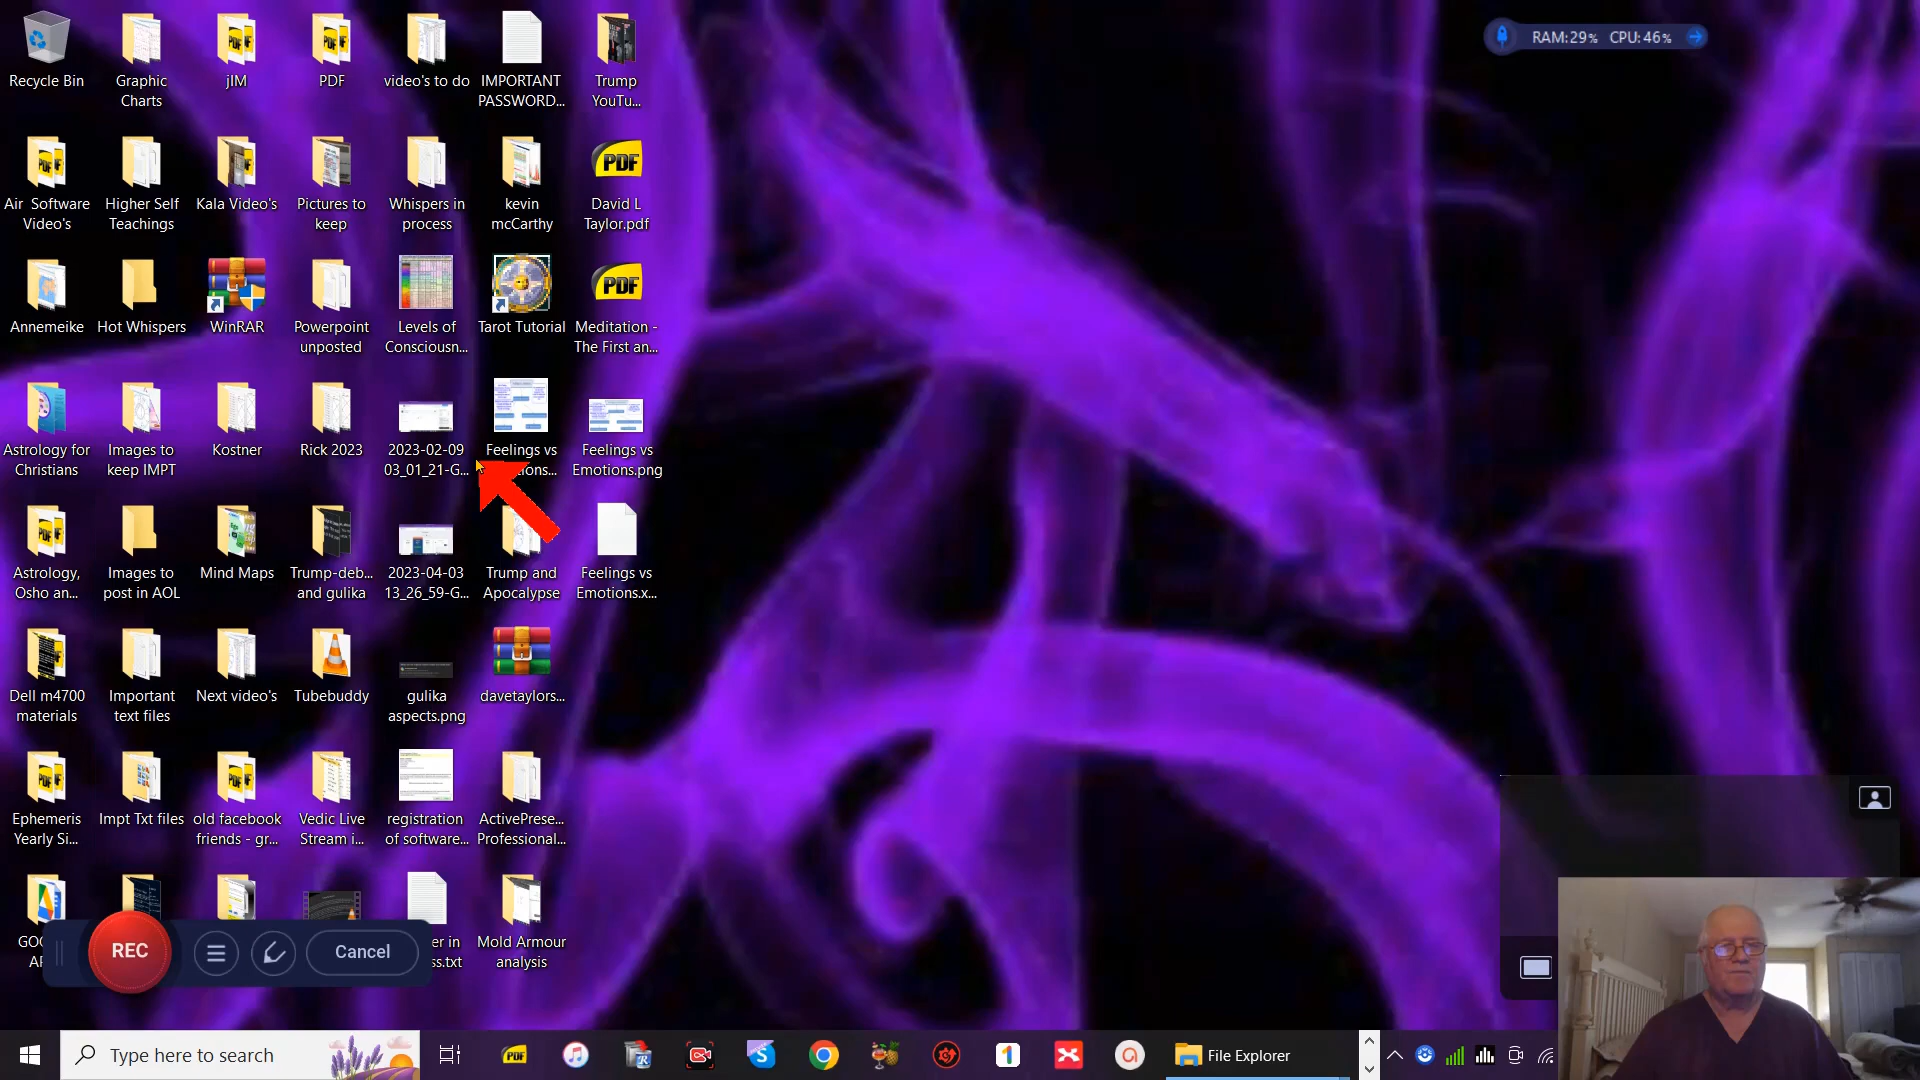 RAM:29% CPU:46%
Recycle Bin
Graphic
Charts
jIM
PDF
video's to do
IMPORTANT
PASSWORD...
Trump
YouTu...
Air Software
Video's
Higher Self
Teachings
Kala Video's
Pictures to
keep
Whispers in
process
kevin
mcCarthy
PDF
David L
Taylor.pdf
Annemeike
Hot Whispers
WinRAR
Powerpoint
unposted
Levels of
Consciousn...
Tarot Tutorial
PDF
Meditation -
The First an...
Astrology for
Christians
Images to
keep IMPT
Kostner
Rick 2023
2023-02-09
03_01_21-G...
Feelings vs
Feelings vs
Emotions.png
Astrology,
Osho an...
Images to
post in AOL
Mind Maps
Trump-deb...
and gulika
2023-04-03
13_26_59-G...
Trump and
Apocalypse
Feelings vs
Emotions.x...
Dell m4700
materials
Important
text files
Next video's
Tubebuddy
gulika
aspects.png
davetaylors...
Ephemeris
Yearly Si...
Impt Txt files
old facebook
friends - gr...
Vedic Live
Stream i...
registration
of software...
ActivePrese...
Professional...
REC
Cancel
er in
ss.txt
Mold Armour
analysis
Type here to search
PDF
File Explorer